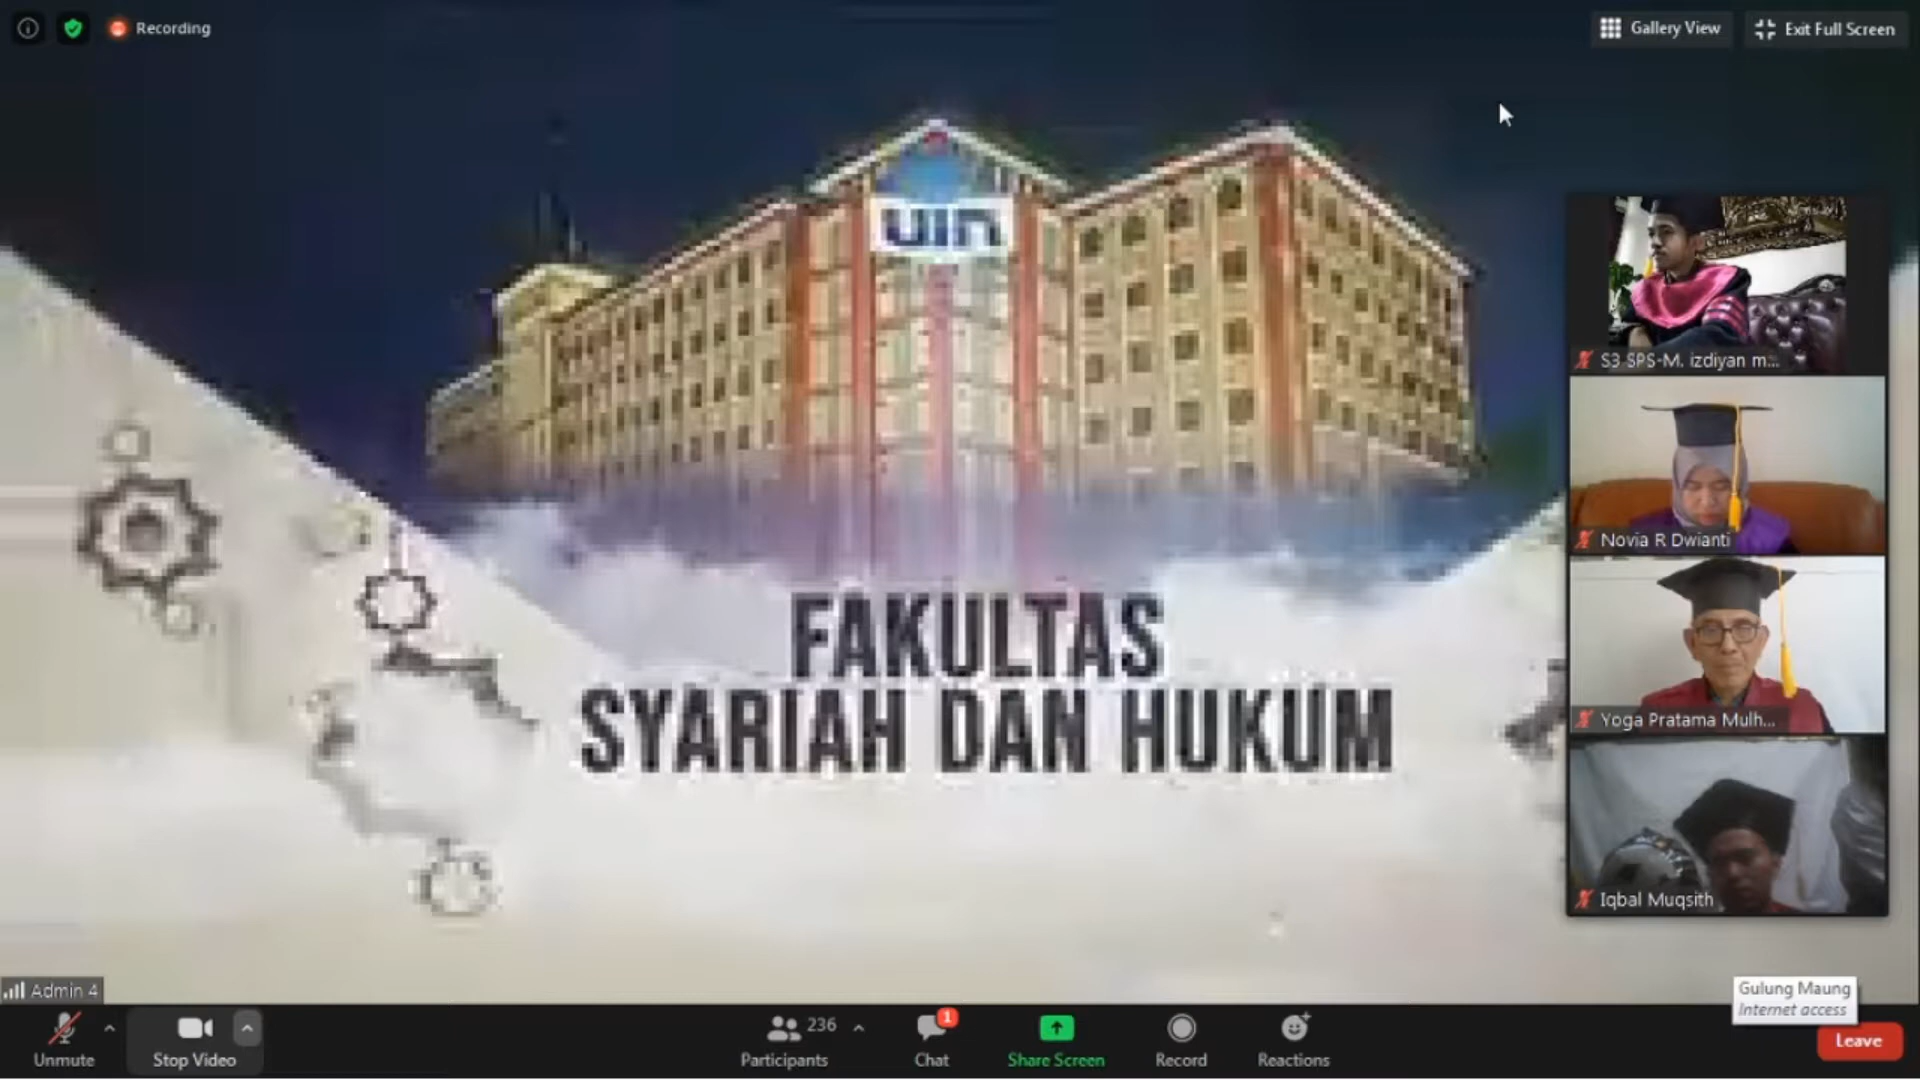 Recording
Gallery View
Exit Full Screen
uin
FAKULTAS
SYARIAH DAN HUKUM
S3-SPS-M. izdiyan m...
Novia R Dwianti
Yoga Pratama Mulh...
Iqbal Muqsith
Admin 4
Gulung Maung
Internet access
Unmute
Stop Video
236
Participants
1
Chat
Share Screen
Record
Reactions
Leave